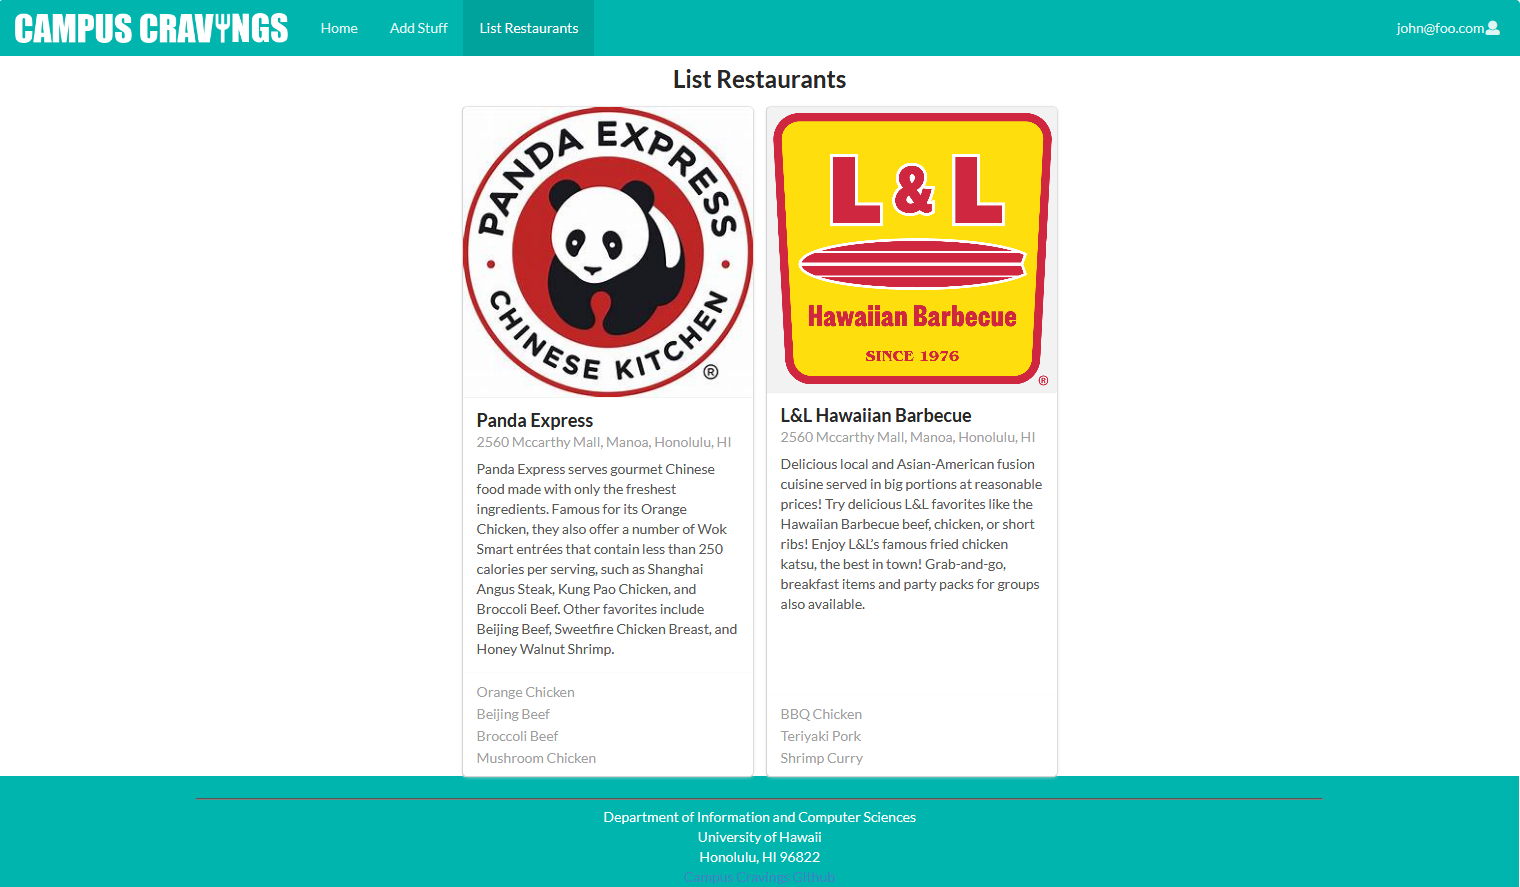 CAMPUS CRAVINGS Home Add Stuff List Restaurants john@foo.com
List Restaurants
PANDA EXPRESS
CHINESE KITCHEN
®
L & L
Hawaiian Barbecue
SINCE 1976
®
Panda Express
2560 Mccarthy Mall, Manoa, Honolulu, HI
Panda Express serves gourmet Chinese
food made with only the freshest
ingredients. Famous for its Orange
Chicken, they also offer a number of Wok
Smart entrées that contain less than 250
calories per serving, such as Shanghai
Angus Steak, Kung Pao Chicken, and
Broccoli Beef. Other favorites include
Beijing Beef, Sweetfire Chicken Breast, and
Honey Walnut Shrimp.
Orange Chicken
Beijing Beef
Broccoli Beef
Mushroom Chicken
L&L Hawaiian Barbecue
2560 Mccarthy Mall, Manoa, Honolulu, HI
Delicious local and Asian-American fusion
cuisine served in big portions at reasonable
prices! Try delicious L&L favorites like the
Hawaiian Barbecue beef, chicken, or short
ribs! Enjoy L&L's famous fried chicken
katsu, the best in town! Grab-and-go,
breakfast items and party packs for groups
also available.
BBQ Chicken
Teriyaki Pork
Shrimp Curry
Department of Information and Computer Sciences
University of Hawaii
Honolulu, HI 96822
Campus Cravings Github